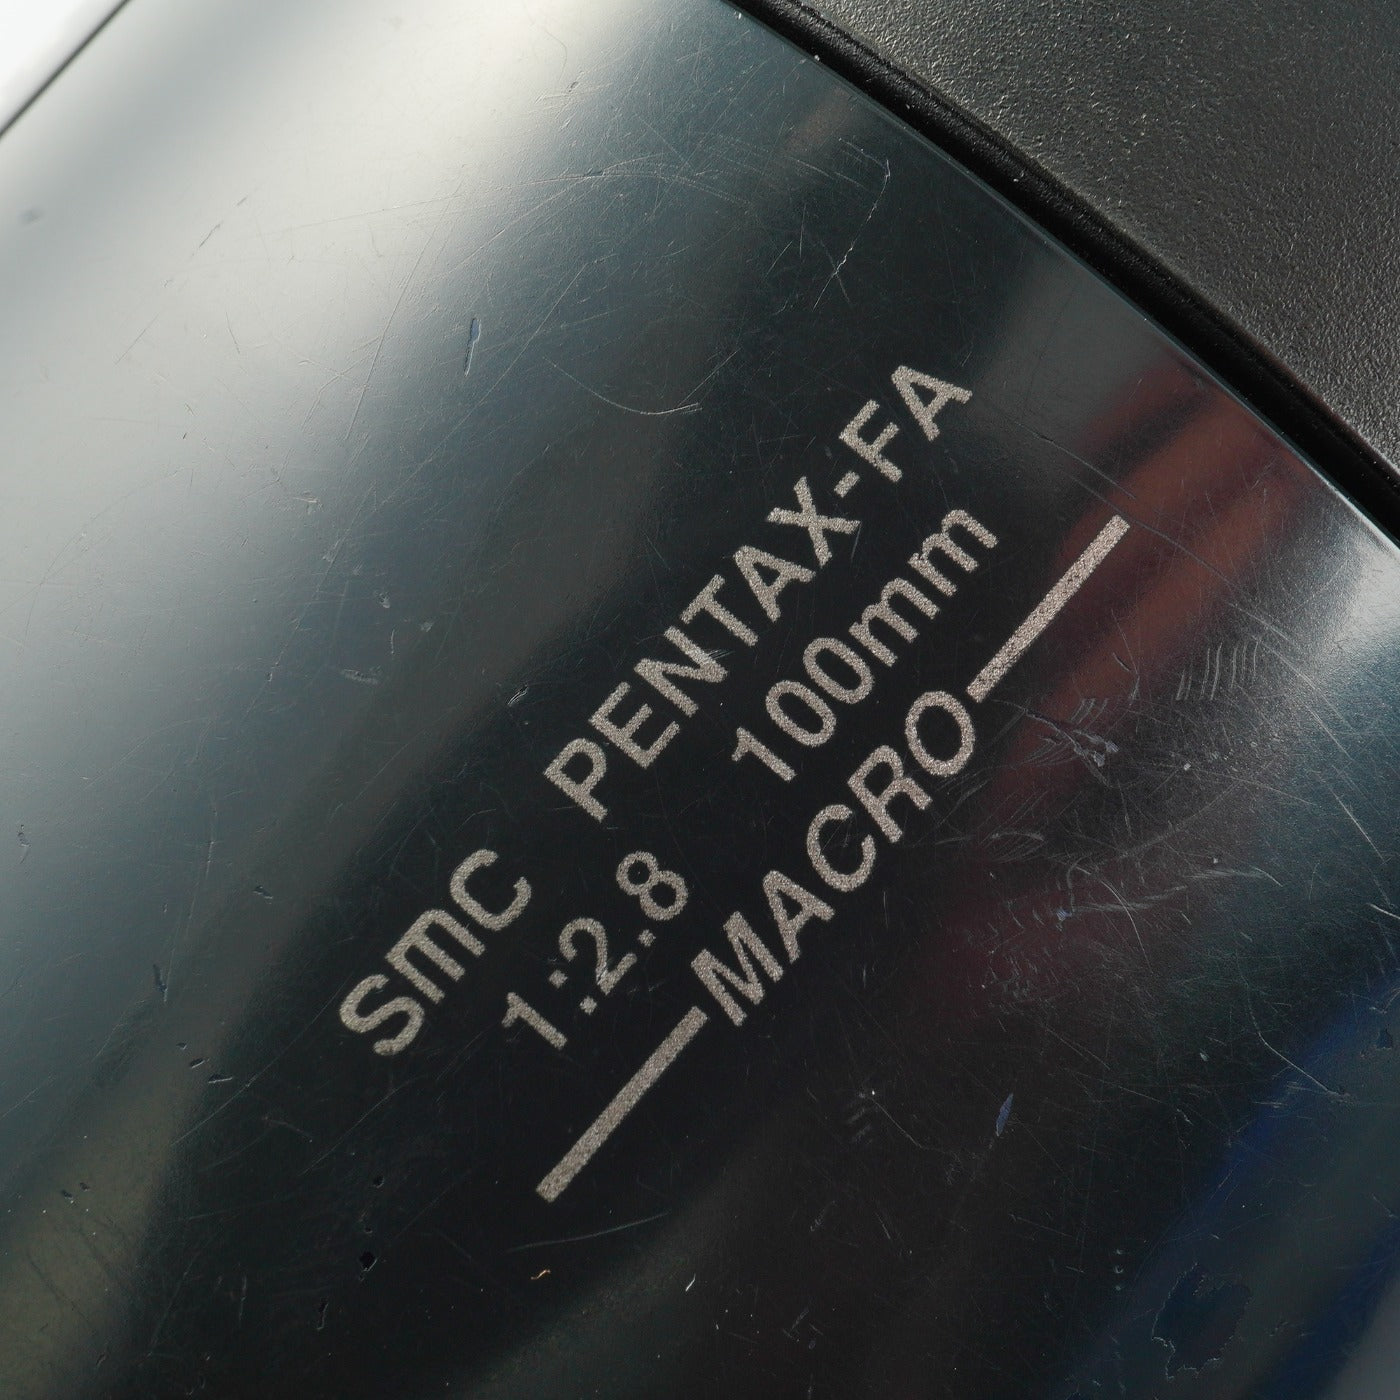 smc PENTAX-FA
1:2.8 100mm
MACRO